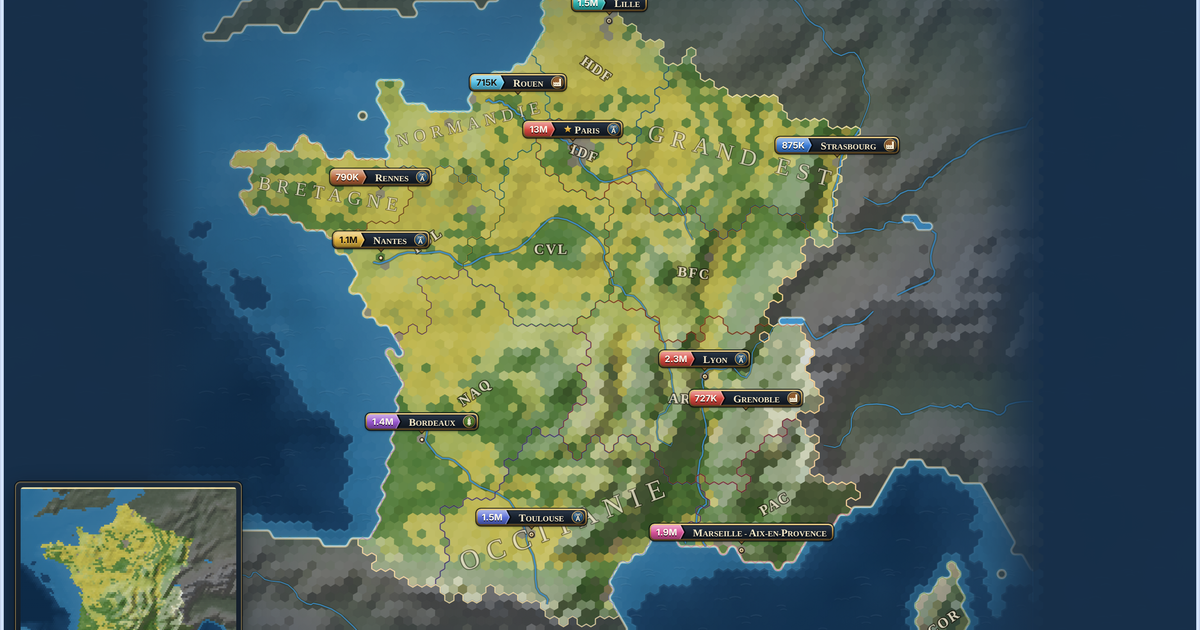 1.5M LILLE
HDF
715K ROUEN
NORMANDIE
13M PARIS
IDF
GRAND EST
875K STRASBOURG
790K RENNES
BRETAGNE
1.1M NANTES
CVL
BFC
2.3M LYON
727K GRENOBLE
NAQ
1.4M BORDEAUX
OCCITANIE
1.5M TOULOUSE
PAC
1.9M MARSEILLE - AIX-EN-PROVENCE
COR